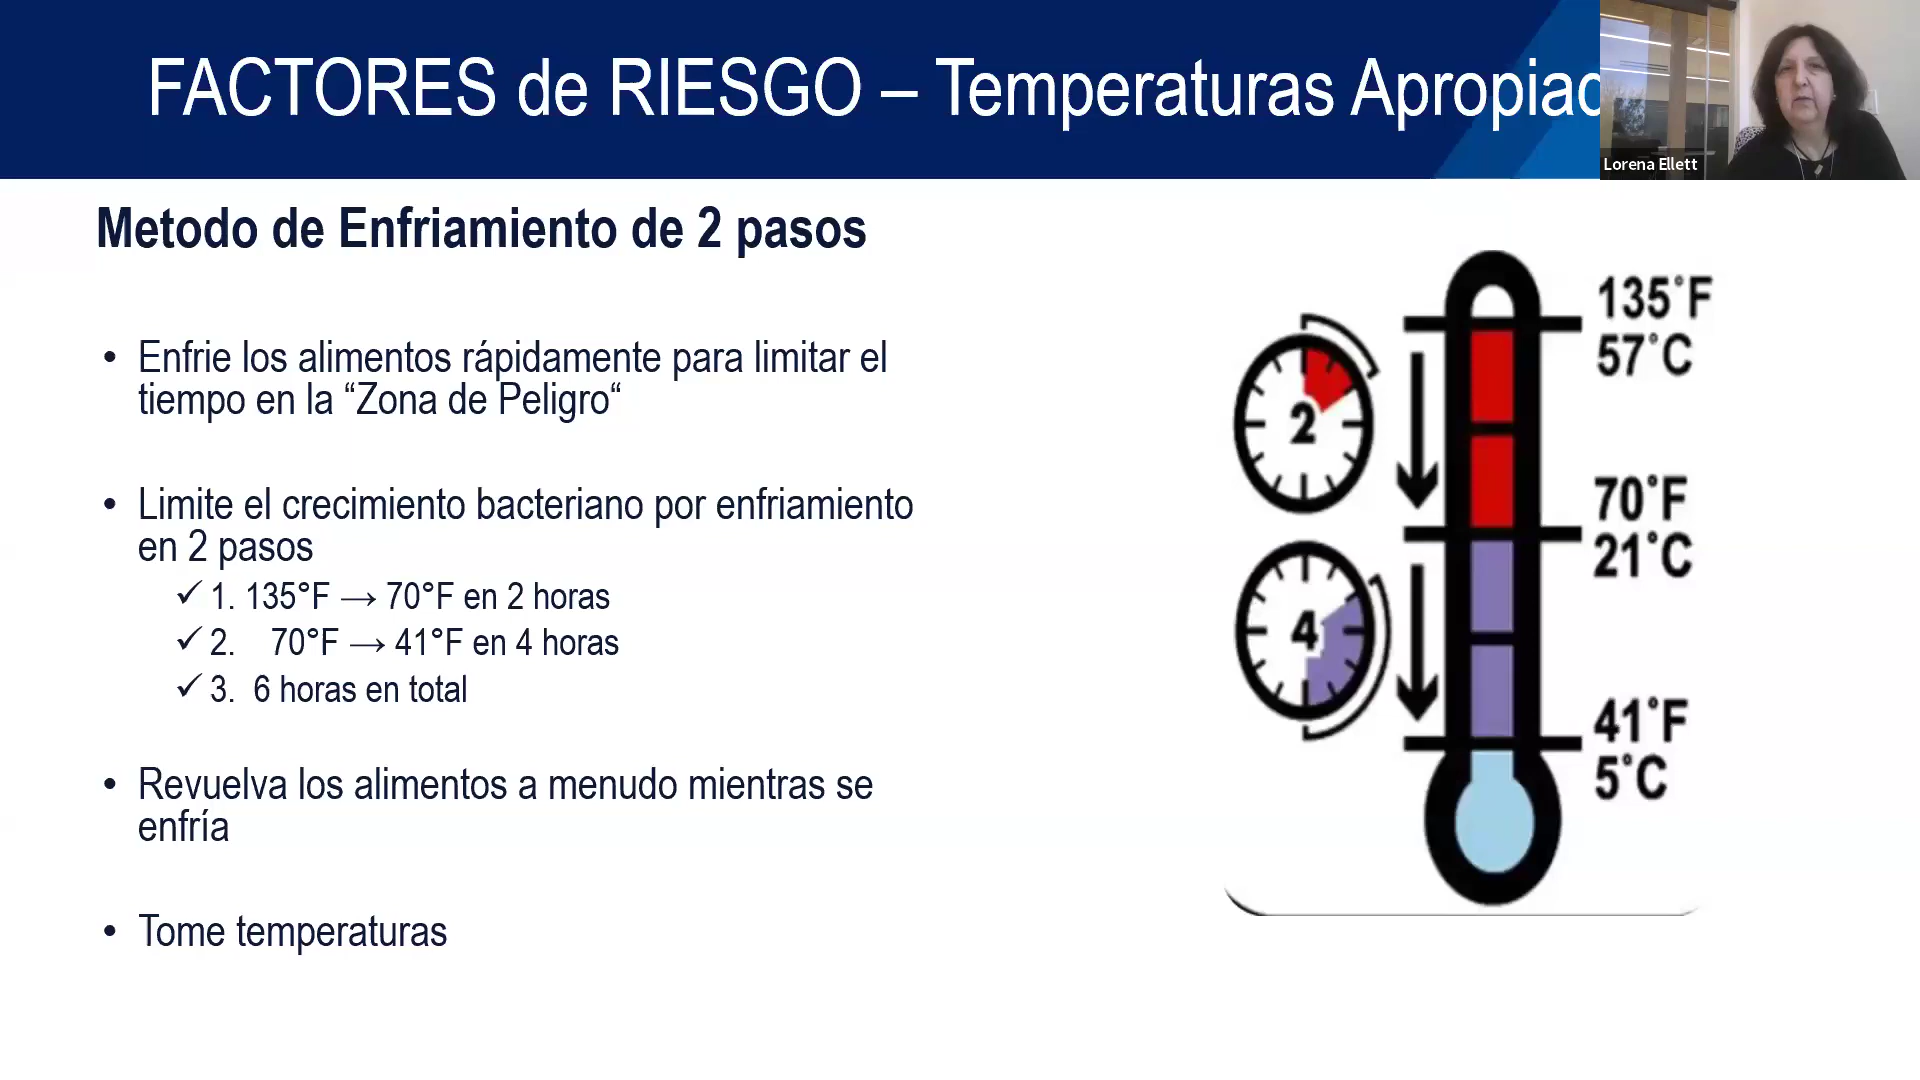 FACTORES de RIESGO – Temperaturas Apropiad
Lorena Ellett
Metodo de Enfriamiento de 2 pasos
• Enfrie los alimentos rápidamente para limitar el
tiempo en la “Zona de Peligro“
• Limite el crecimiento bacteriano por enfriamiento
en 2 pasos
✓ 1. 135°F → 70°F en 2 horas
✓ 2. 70°F → 41°F en 4 horas
✓ 3. 6 horas en total
• Revuelva los alimentos a menudo mientras se
enfría
• Tome temperaturas
135°F
57°C
2
70°F
21°C
4
41°F
5°C